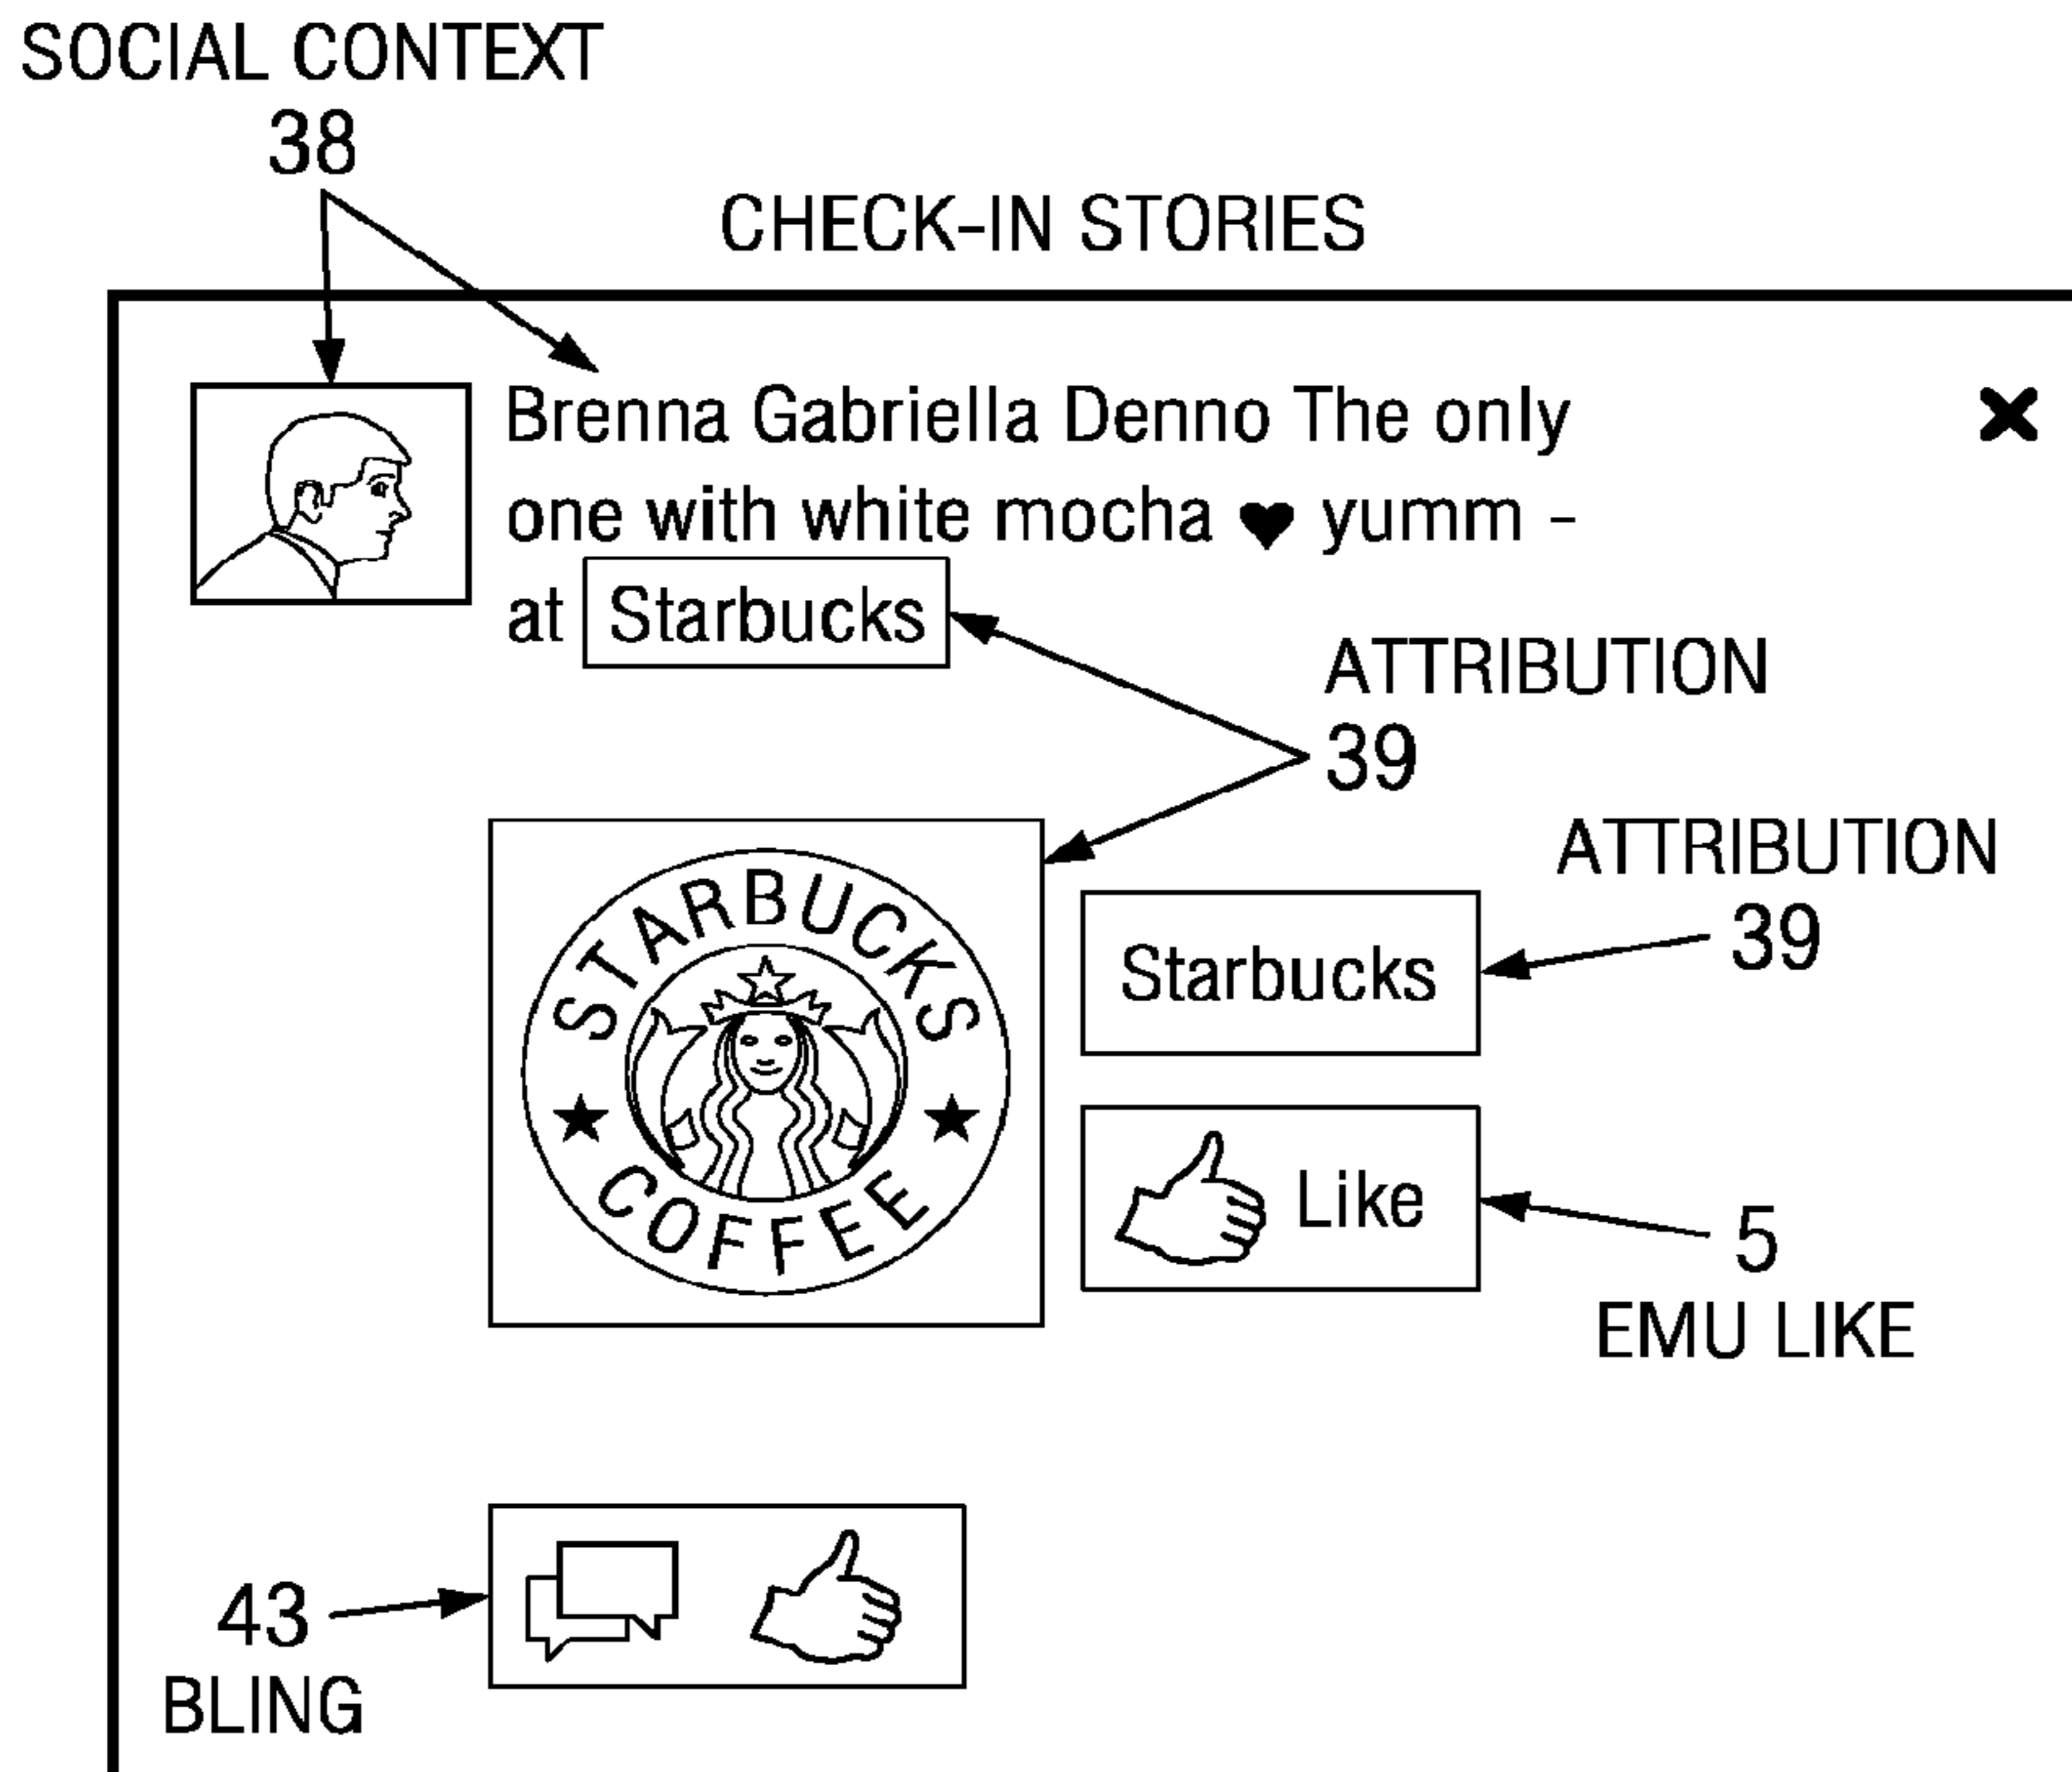 SOCIAL CONTEXT
38
CHECK-IN STORIES
Brenna Gabriella Denno The only
one with white mocha ♥ yumm -
at Starbucks
ATTRIBUTION
39
ATTRIBUTION
39
STARBUCKS
COFFEE
Starbucks
Like
5
EMU LIKE
43
BLING